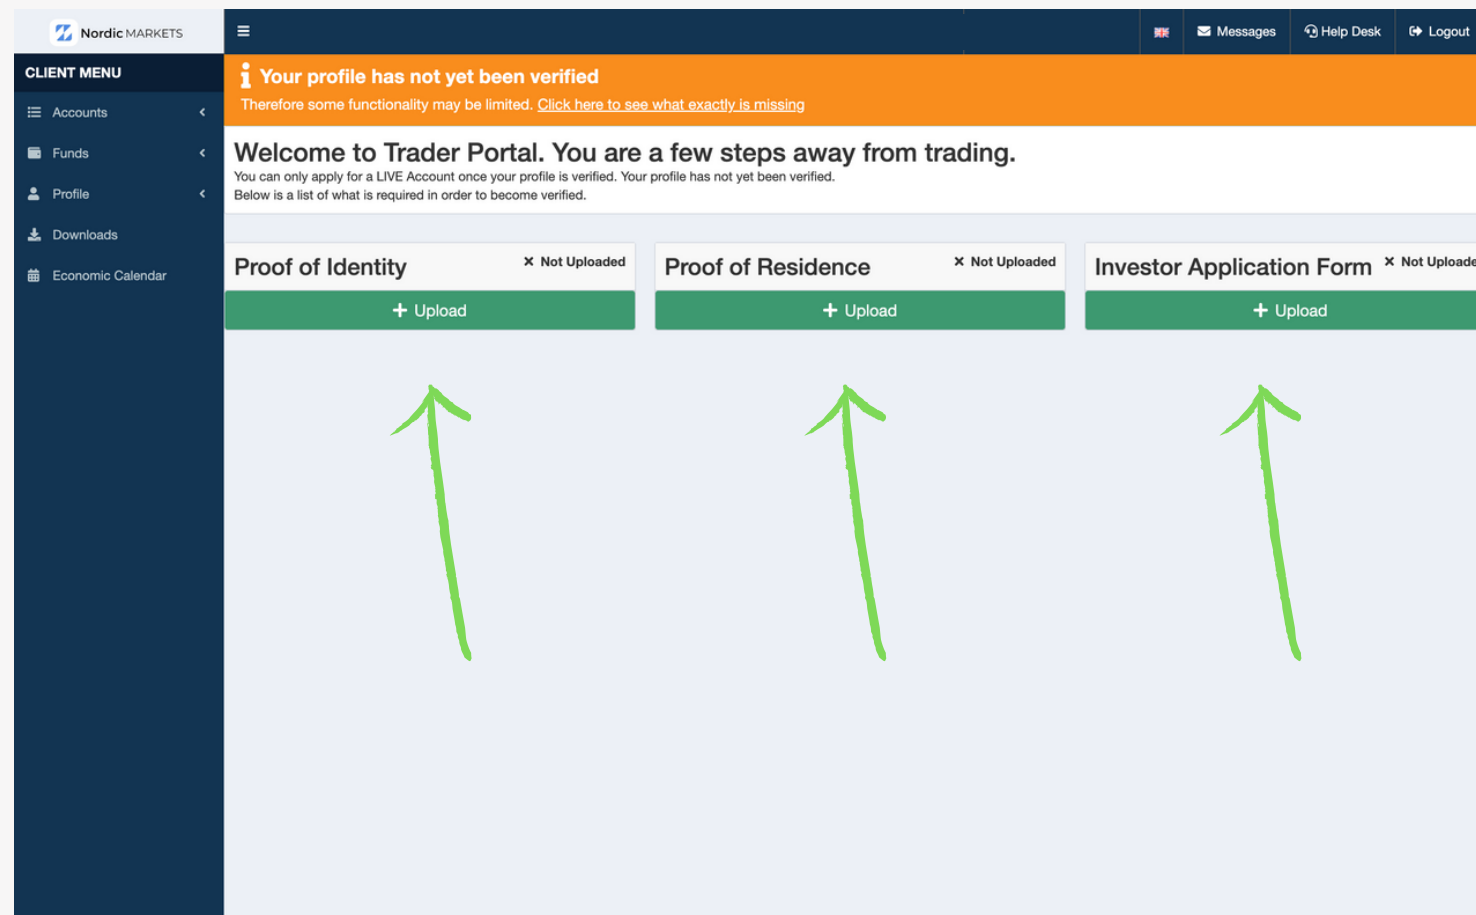 Nordic MARKETS
Messages
Help Desk
Logout
CLIENT MENU
Accounts
Funds
Profile
Downloads
Economic Calendar
Your profile has not yet been verified
Therefore some functionality may be limited. Click here to see what exactly is missing
Welcome to Trader Portal. You are a few steps away from trading.
You can only apply for a LIVE Account once your profile is verified. Your profile has not yet been verified.
Below is a list of what is required in order to become verified.
Proof of Identity
× Not Uploaded
+ Upload
Proof of Residence
× Not Uploaded
+ Upload
Investor Application Form
× Not Uploade
+ Upload